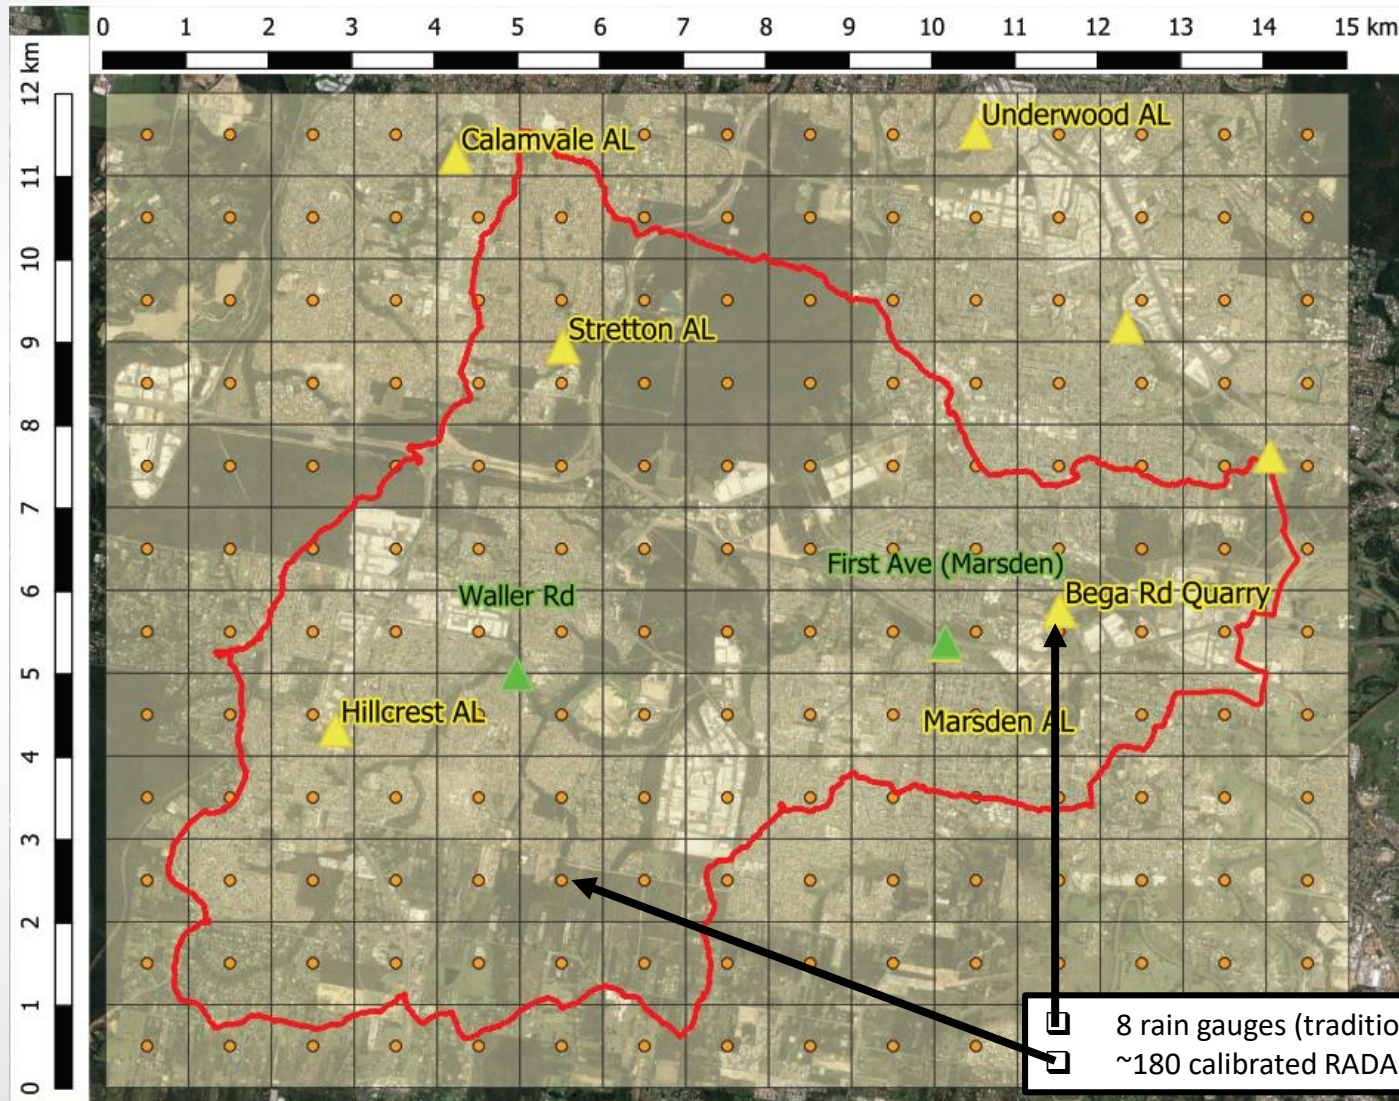 0 1 2 3 4 5 6 7 8 9 10 11 12 13 14 15 km
12 km
11
10
9
8
7
6
5
4
3
2
1
0
Underwood AL
Calamvale AL
Stretton AL
First Ave (Marsden)
Waller Rd
Bega Rd Quarry
Hillcrest AL
Marsden AL
❑ 8 rain gauges (traditio
❑ ~180 calibrated RADA